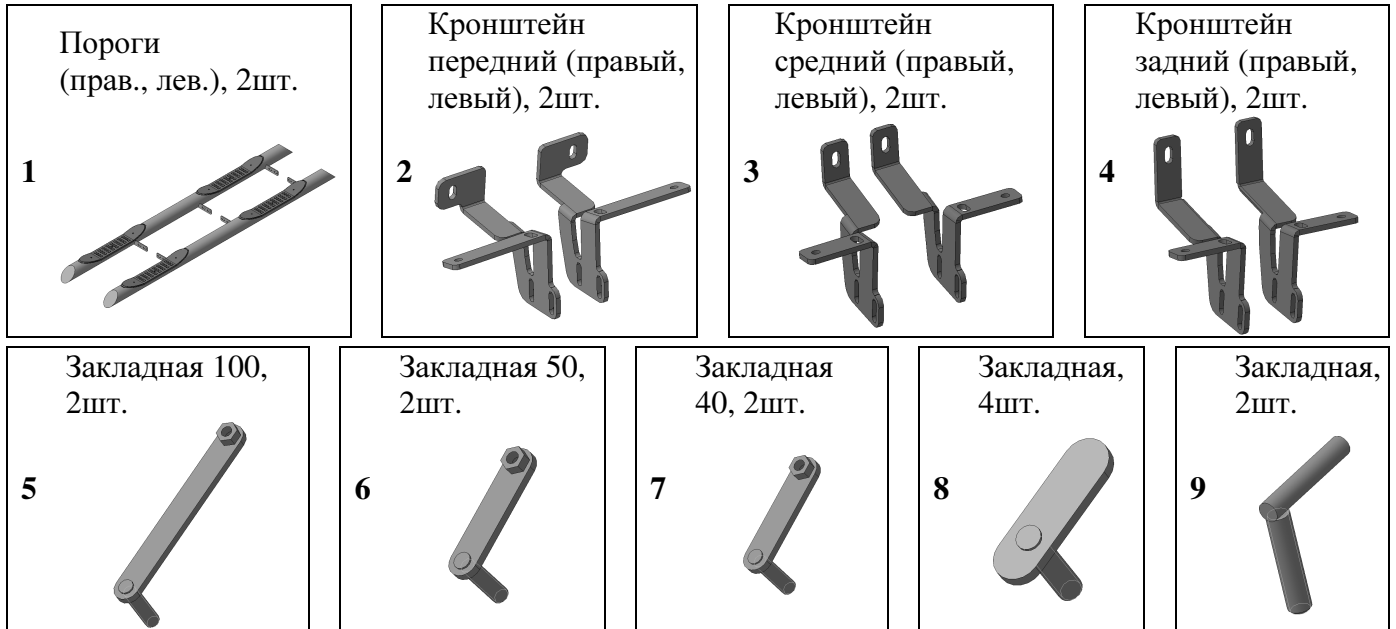 Пороги
(прав., лев.), 2шт.
1
Кронштейн
передний (правый,
левый), 2шт.
2
Кронштейн
средний (правый,
левый), 2шт.
3
Кронштейн
задний (правый,
левый), 2шт.
4
Закладная 100,
2шт.
5
Закладная 50,
2шт.
6
Закладная
40, 2шт.
7
Закладная,
4шт.
8
Закладная,
2шт.
9